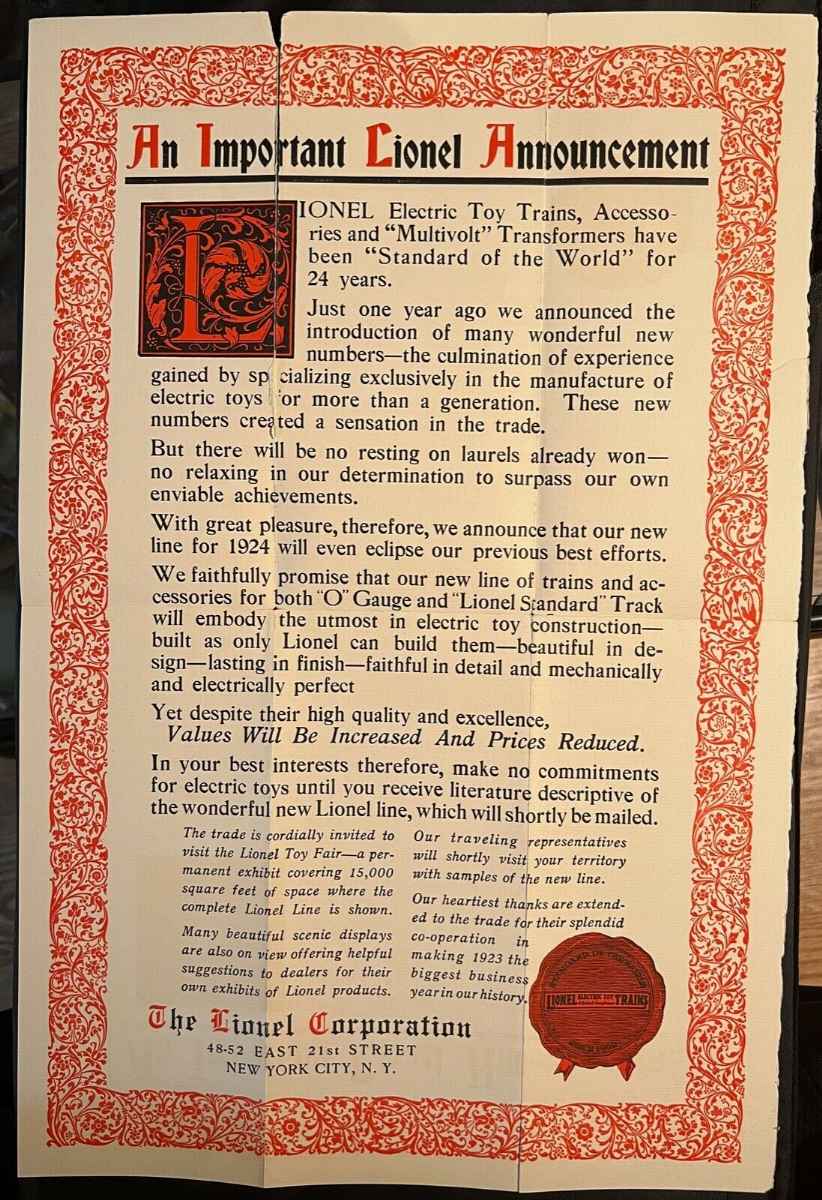 An Important Lionel Announcement
LIONEL Electric Toy Trains, Accesso-
ries and "Multivolt" Transformers have
been "Standard of the World" for
24 years.
Just one year ago we announced the
introduction of many wonderful new
numbers—the culmination of experience
gained by sp cializing exclusively in the manufacture of
electric toys or more than a generation. These new
numbers created a sensation in the trade.
But there will be no resting on laurels already won—
no relaxing in our determination to surpass our own
enviable achievements.
With great pleasure, therefore, we announce that our new
line for 1924 will even eclipse our previous best efforts.
We faithfully promise that our new line of trains and ac-
cessories for both "O" Gauge and "Lionel Standard" Track
will embody the utmost in electric toy construction—
built as only Lionel can build them—beautiful in de-
sign—lasting in finish—faithful in detail and mechanically
and electrically perfect
Yet despite their high quality and excellence,
Values Will Be Increased And Prices Reduced.
In your best interests therefore, make no commitments
for electric toys until you receive literature descriptive of
the wonderful new Lionel line, which will shortly be mailed.
The trade is cordially invited to
visit the Lionel Toy Fair—a per-
manent exhibit covering 15,000
square feet of space where the
complete Lionel Line is shown.
Many beautiful scenic displays
are also on view offering helpful
suggestions to dealers for their
own exhibits of Lionel products.
Our traveling representatives
will shortly visit your territory
with samples of the new line.
Our heartiest thanks are extend-
ed to the trade for their splendid
co-operation in
making 1923 the
biggest business
year in our history.
STANDARD OF THE WORLD
LIONEL ELECTRIC TOY TRAINS
The Lionel Corporation
48-52 EAST 21st STREET
NEW YORK CITY, N. Y.